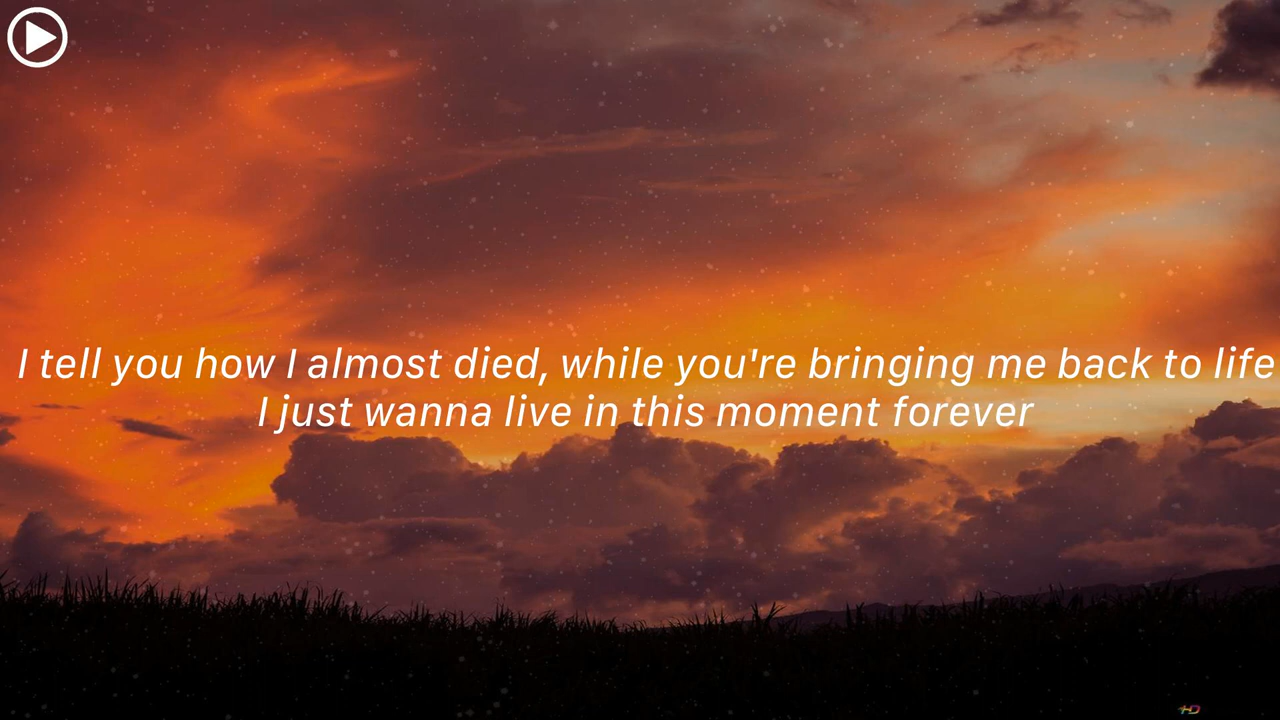 I tell you how I almost died, while you're bringing me back to life
I just wanna live in this moment forever
HD